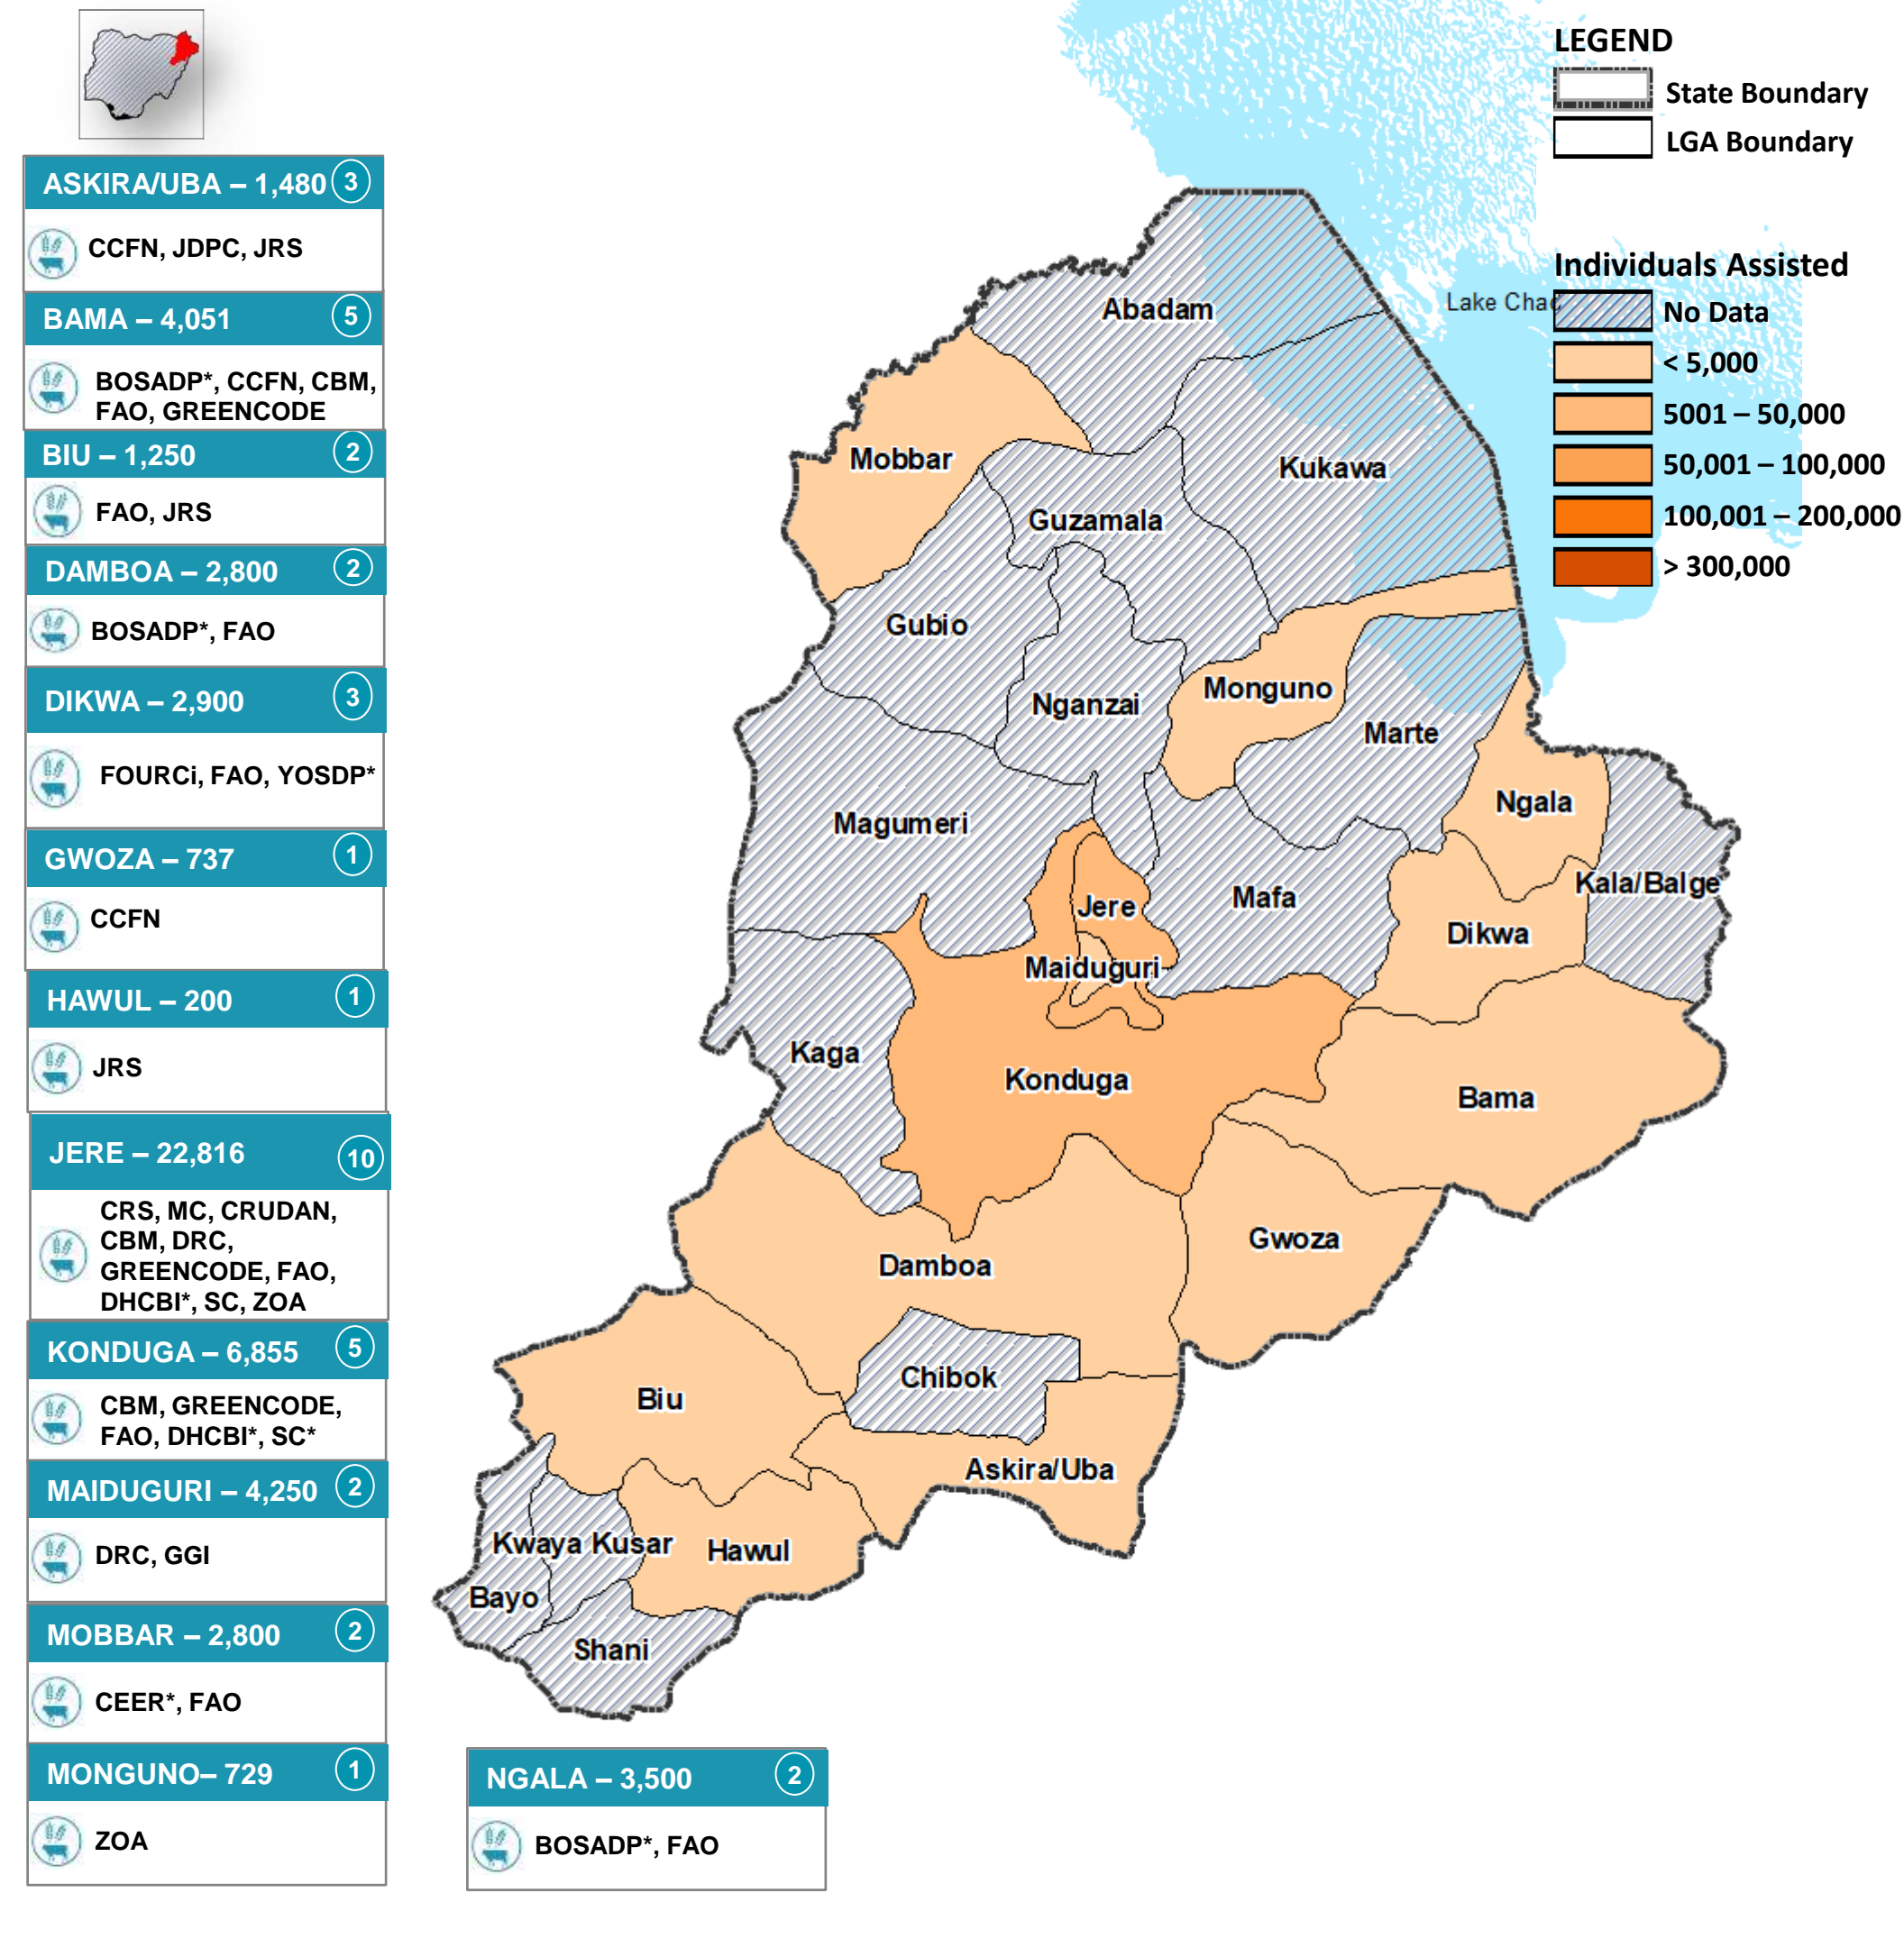 ASKIRA/UBA – 1,480 3
CCFN, JDPC, JRS
BAMA – 4,051 5
BOSADP*, CCFN, CBM,
FAO, GREENCODE
BIU – 1,250 2
FAO, JRS
DAMBOA – 2,800 2
BOSADP*, FAO
DIKWA – 2,900 3
FOURCi, FAO, YOSDP*
GWOZA – 737 1
CCFN
HAWUL – 200 1
JRS
JERE – 22,816 10
CRS, MC, CRUDAN,
CBM, DRC,
GREENCODE, FAO,
DHCBI*, SC, ZOA
KONDUGA – 6,855 5
CBM, GREENCODE,
FAO, DHCBI*, SC*
MAIDUGURI – 4,250 2
DRC, GGI
MOBBAR – 2,800 2
CEER*, FAO
MONGUNO– 729 1
ZOA
NGALA – 3,500 2
BOSADP*, FAO
LEGEND
State Boundary
LGA Boundary
Individuals Assisted
No Data
< 5,000
5001 – 50,000
50,001 – 100,000
100,001 – 200,000
> 300,000
Lake Chad
Abadam
Mobbar
Kukawa
Guzamala
Gubio
Monguno
Nganzai
Marte
Ngala
Magumeri
Kala/Balge
Mafa
Jere
Dikwa
Maiduguri
Kaga
Konduga
Bama
Gwoza
Damboa
Chibok
Biu
Askira/Uba
Kwaya Kusar
Hawul
Bayo
Shani